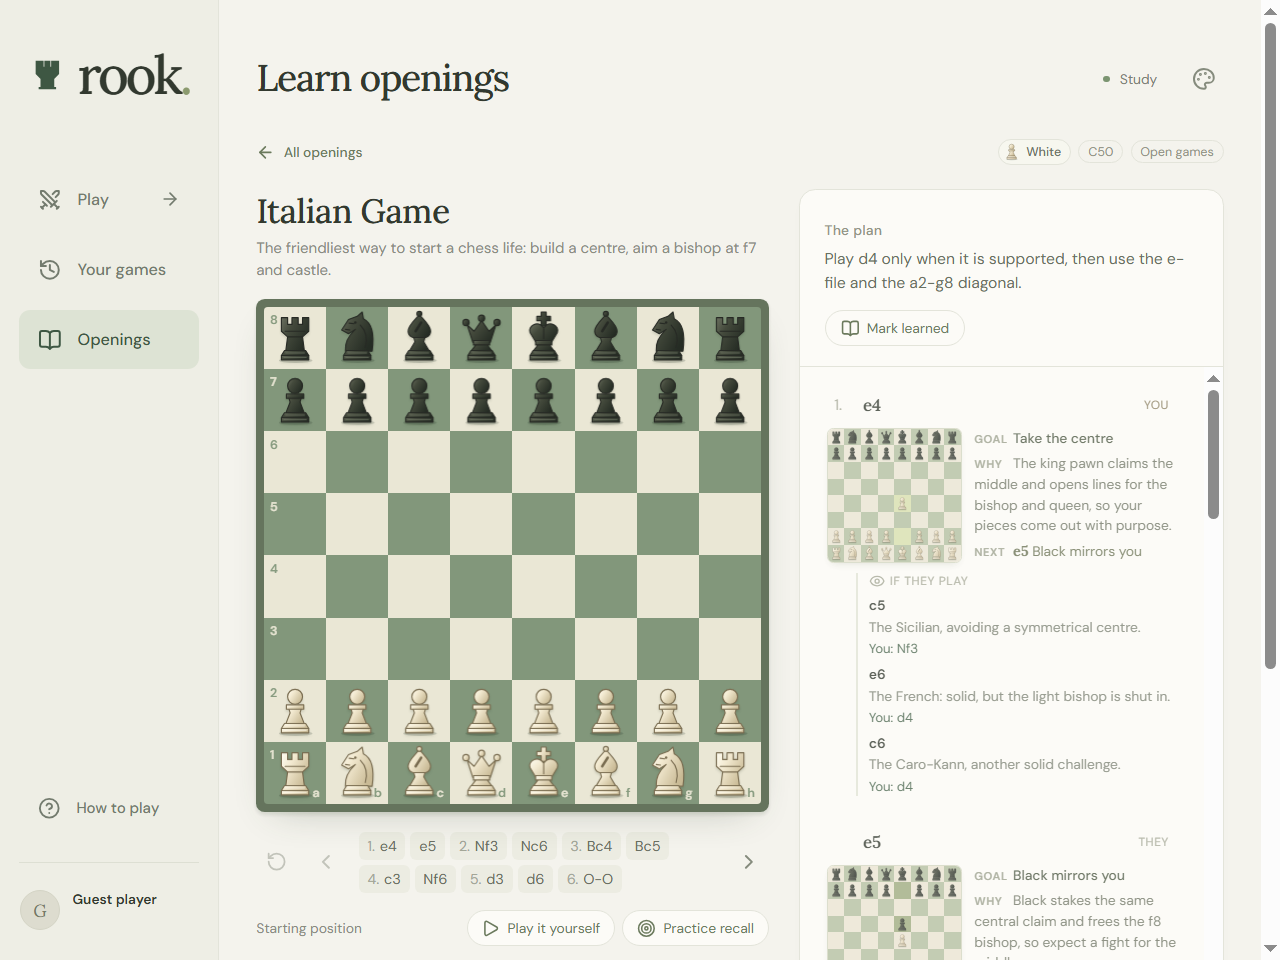 rook.
Learn openings
Study
Play
Your games
Openings
How to play
G
Guest player
All openings
White
C50
Open games
Italian Game
The friendliest way to start a chess life: build a centre, aim a bishop at f7
and castle.
8
7
6
5
4
3
2
1
a b c d e f g h
1. e4 e5 2. Nf3 Nc6 3. Bc4 Bc5
4. c3 Nf6 5. d3 d6 6. O-O
Starting position
Play it yourself
Practice recall
The plan
Play d4 only when it is supported, then use the e-
file and the a2-g8 diagonal.
Mark learned
1. e4 YOU
GOAL Take the centre
WHY The king pawn claims the
middle and opens lines for the
bishop and queen, so your
pieces come out with purpose.
NEXT e5 Black mirrors you
IF THEY PLAY
c5
The Sicilian, avoiding a symmetrical centre.
You: Nf3
e6
The French: solid, but the light bishop is shut in.
You: d4
c6
The Caro-Kann, another solid challenge.
You: d4
e5 THEY
GOAL Black mirrors you
WHY Black stakes the same
central claim and frees the f8
bishop, so expect a fight for the